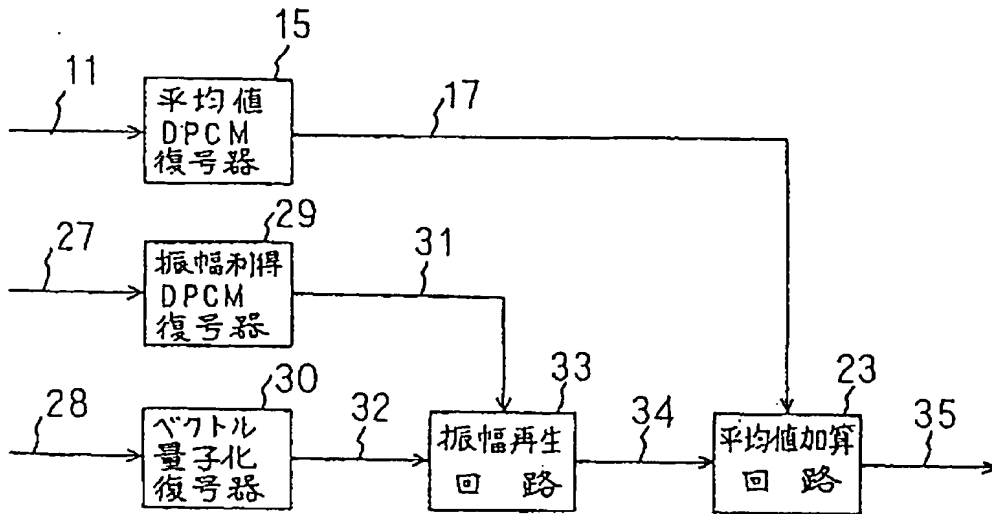 15
11
平均値
DPCM
復号器
17
29
27
振幅利得
DPCM
復号器
31
30
28
ベクトル
量子化
復号器
32
33
振幅再生
回路
34
23
平均値加算
回路
35